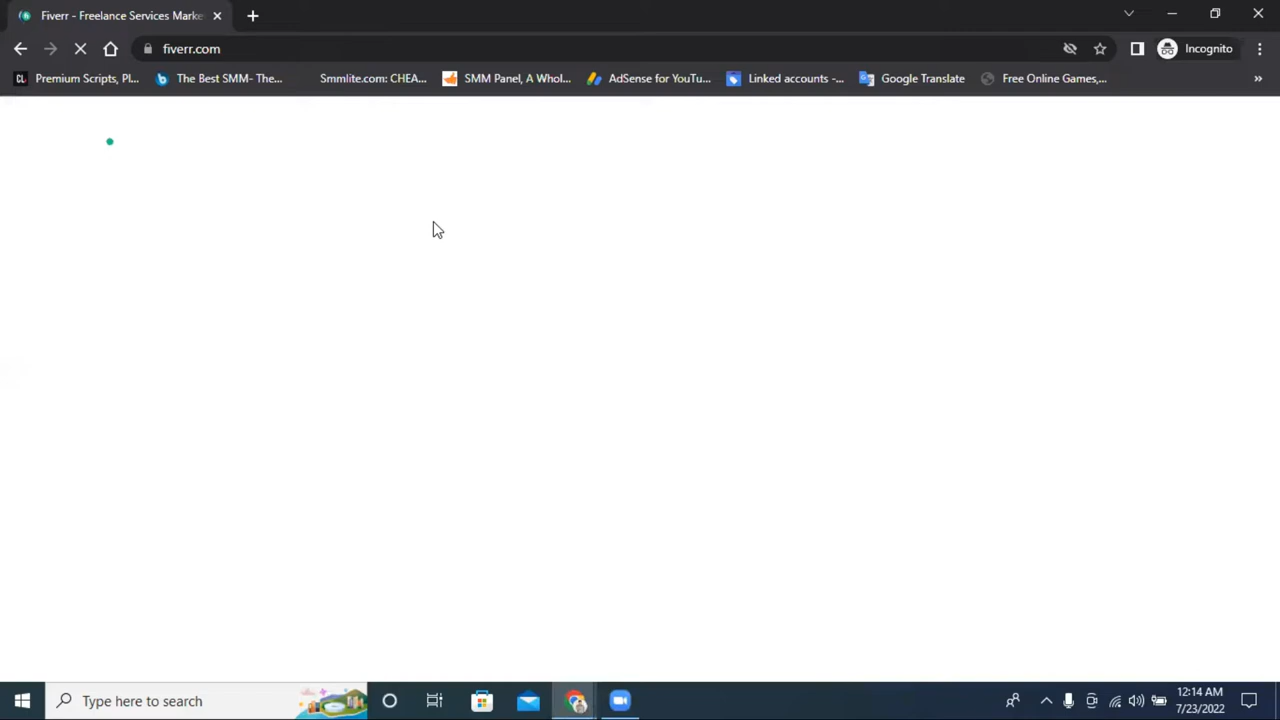 Fiverr - Freelance Services Marke
fiverr.com
Incognito
Premium Scripts, Pl...
The Best SMM- The...
Smmlite.com: CHEA...
SMM Panel, A Whol...
AdSense for YouTu...
Linked accounts -...
Google Translate
Free Online Games,...
»
Type here to search
12:14 AM
7/23/2022